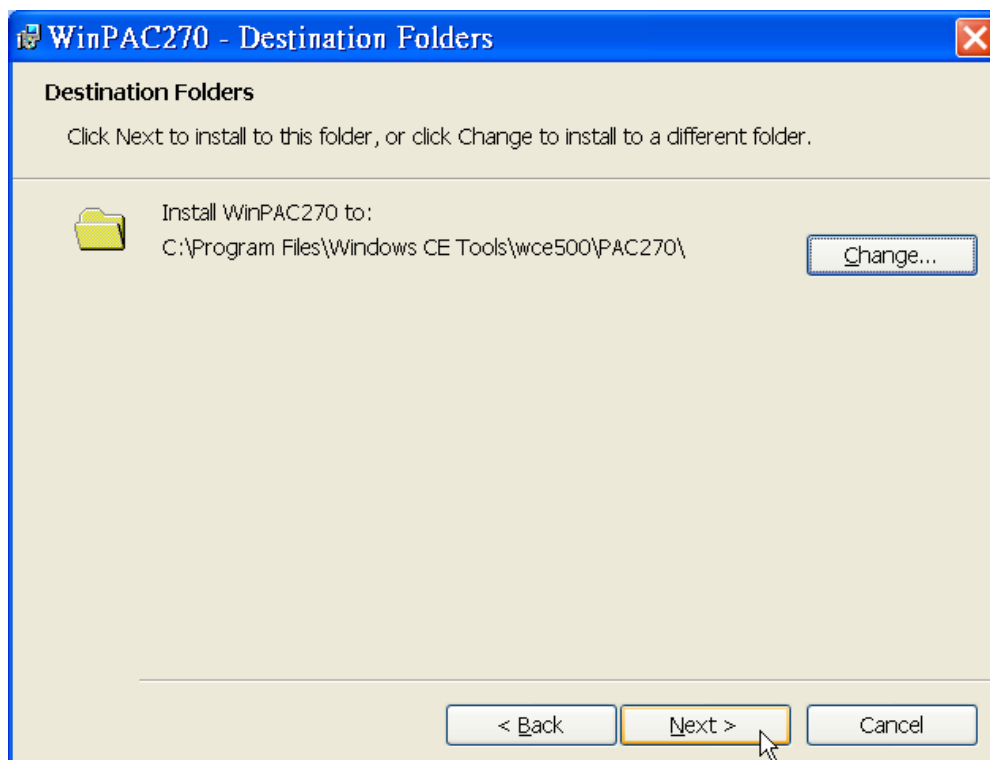 WinPAC270 - Destination Folders
Destination Folders
Click Next to install to this folder, or click Change to install to a different folder.
Install WinPAC270 to:
C:\Program Files\Windows CE Tools\wce500\PAC270\
Change...
< Back
Next >
Cancel